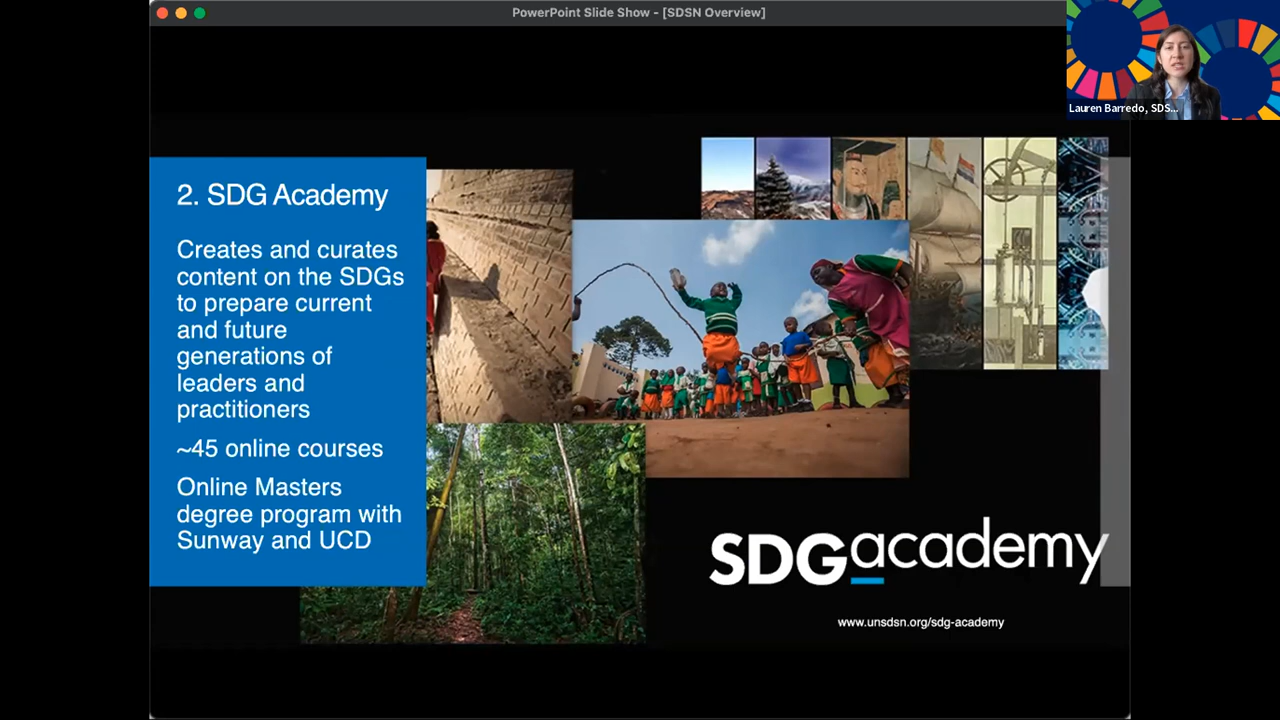 PowerPoint Slide Show - [SDSN Overview]
Lauren Barredo, SDS...
2. SDG Academy
Creates and curates
content on the SDGs
to prepare current
and future
generations of
leaders and
practitioners
~45 online courses
Online Masters
degree program with
Sunway and UCD
SDGacademy
www.unsdsn.org/sdg-academy